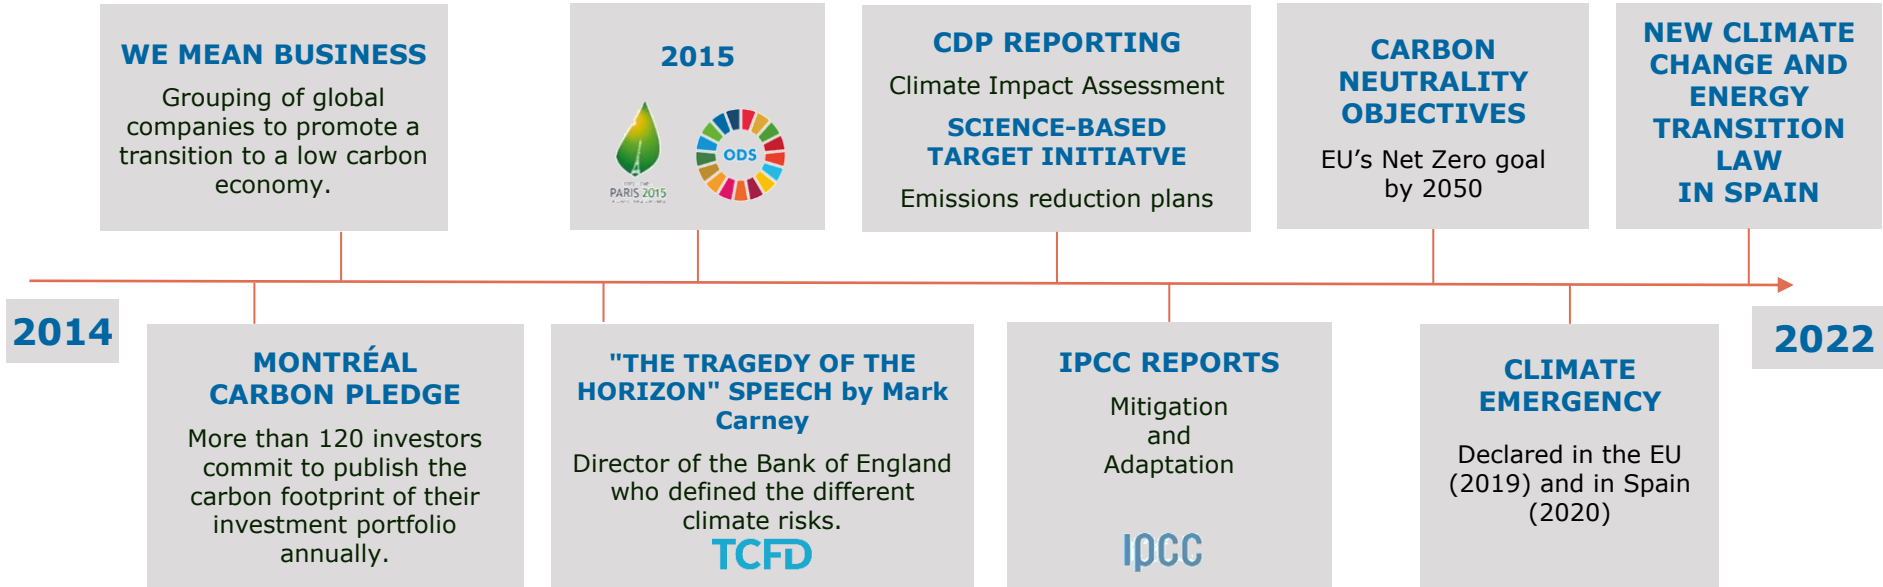 WE MEAN BUSINESS
Grouping of global
companies to promote a
transition to a low carbon
economy.
2015
PARIS 2015
ODS
CDP REPORTING
Climate Impact Assessment
SCIENCE-BASED
TARGET INITIATVE
Emissions reduction plans
CARBON
NEUTRALITY
OBJECTIVES
EU's Net Zero goal
by 2050
NEW CLIMATE
CHANGE AND
ENERGY
TRANSITION
LAW
IN SPAIN
2014
MONTRÉAL
CARBON PLEDGE
More than 120 investors
commit to publish the
carbon footprint of their
investment portfolio
annually.
"THE TRAGEDY OF THE
HORIZON" SPEECH by Mark
Carney
Director of the Bank of England
who defined the different
climate risks.
TCFD
IPCC REPORTS
Mitigation
and
Adaptation
ipcc
CLIMATE
EMERGENCY
Declared in the EU
(2019) and in Spain
(2020)
2022